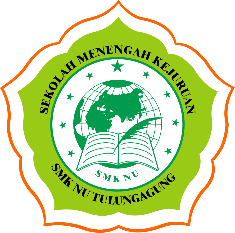 SEKOLAH MENENGAH KEJURUAN
SMK NU
SMK NU TULUNGAGUNG